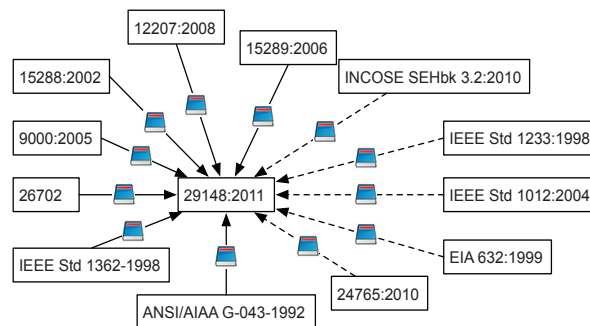 12207:2008
15289:2006
15288:2002
INCOSE SEHbk 3.2:2010
9000:2005
IEEE Std 1233:1998
26702
29148:2011
IEEE Std 1012:2004
IEEE Std 1362-1998
EIA 632:1999
24765:2010
ANSI/AIAA G-043-1992